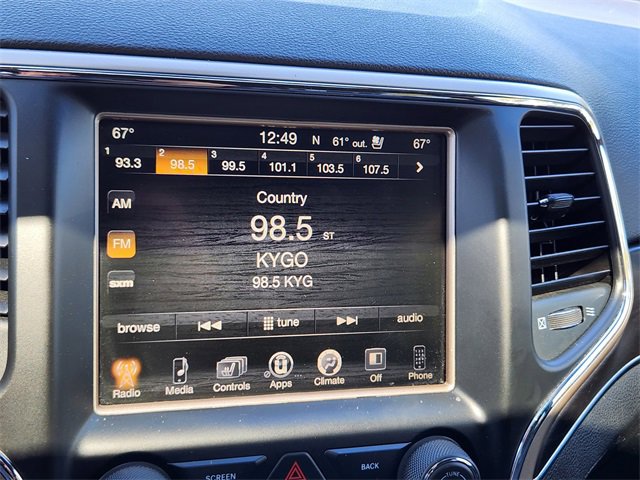 67° 12:49 N 61° out. 67°
1 93.3 2 98.5 3 99.5 4 101.1 5 103.5 6 107.5
AM
FM
sxm
Country
98.5 ST
KYGO
98.5 KYG
browse tune audio
Radio Media Controls Apps Climate Off Phone
SCREEN BACK
TUNE